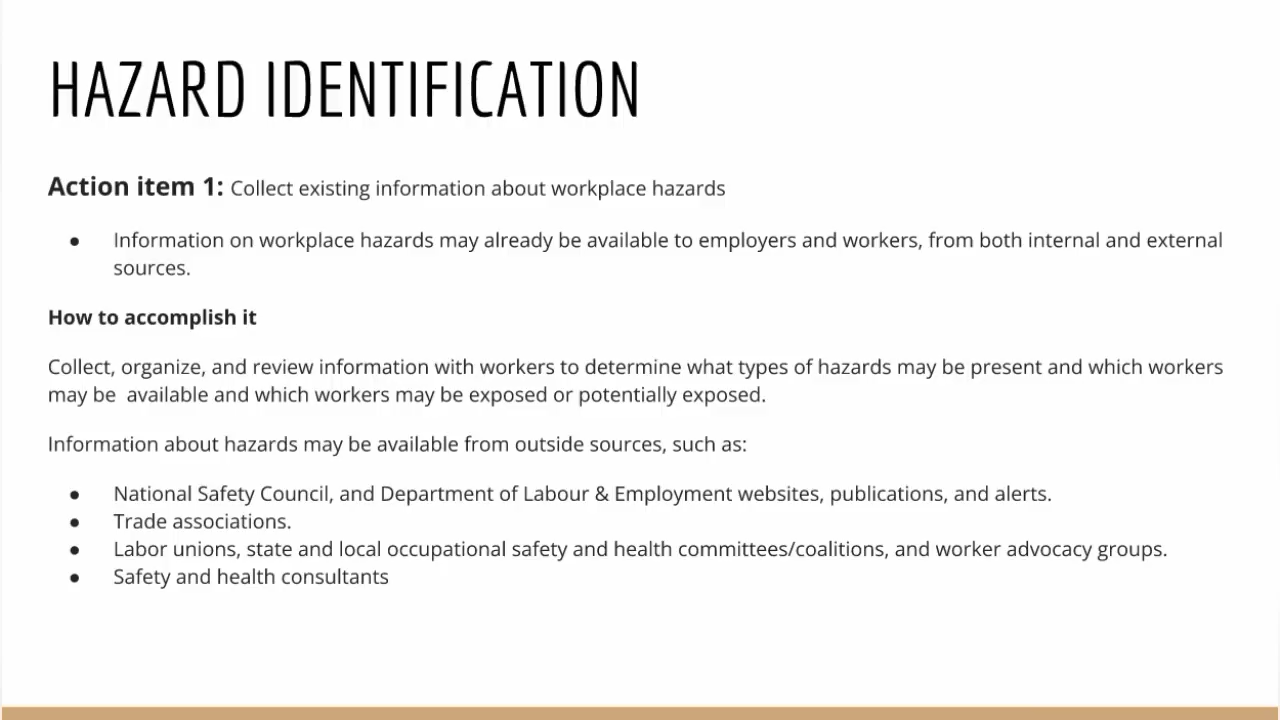 HAZARD IDENTIFICATION
Action item 1: Collect existing information about workplace hazards
● Information on workplace hazards may already be available to employers and workers, from both internal and external
sources.
How to accomplish it
Collect, organize, and review information with workers to determine what types of hazards may be present and which workers
may be  available and which workers may be exposed or potentially exposed.
Information about hazards may be available from outside sources, such as:
● National Safety Council, and Department of Labour & Employment websites, publications, and alerts.
● Trade associations.
● Labor unions, state and local occupational safety and health committees/coalitions, and worker advocacy groups.
● Safety and health consultants